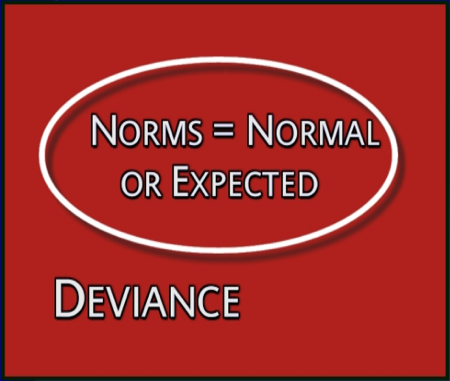 Norms = Normal
or Expected
Deviance